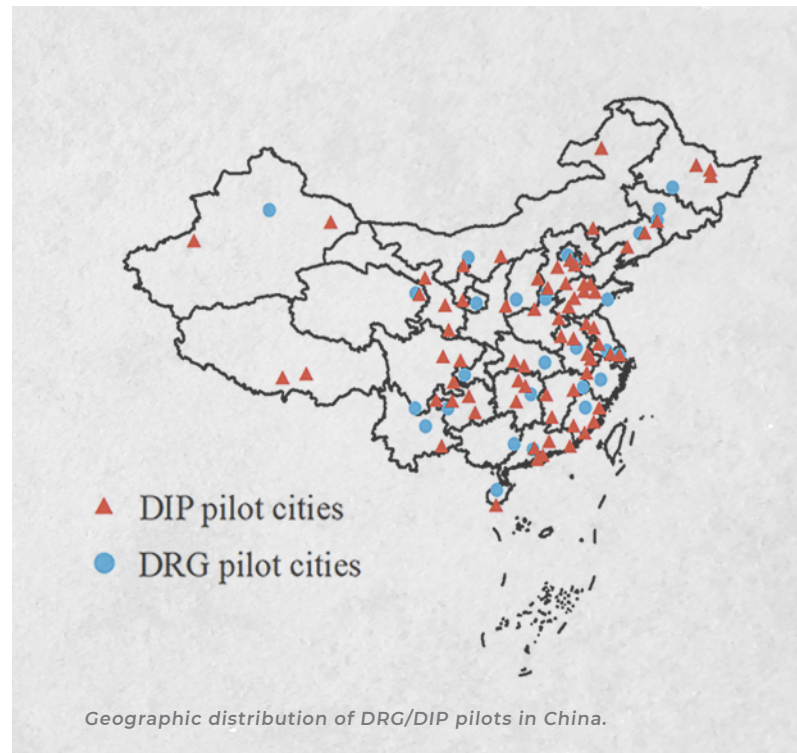 DIP pilot cities
DRG pilot cities
Geographic distribution of DRG/DIP pilots in China.